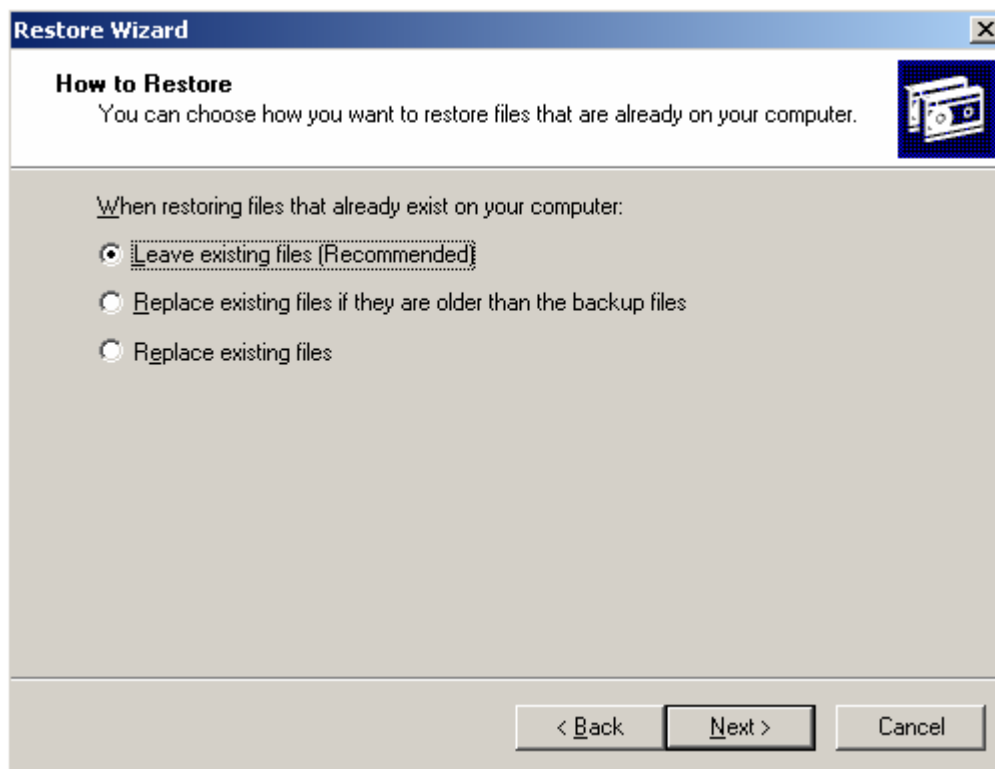 Restore Wizard
How to Restore
You can choose how you want to restore files that are already on your computer.
When restoring files that already exist on your computer:
Leave existing files (Recommended)
Replace existing files if they are older than the backup files
Replace existing files
< Back Next > Cancel